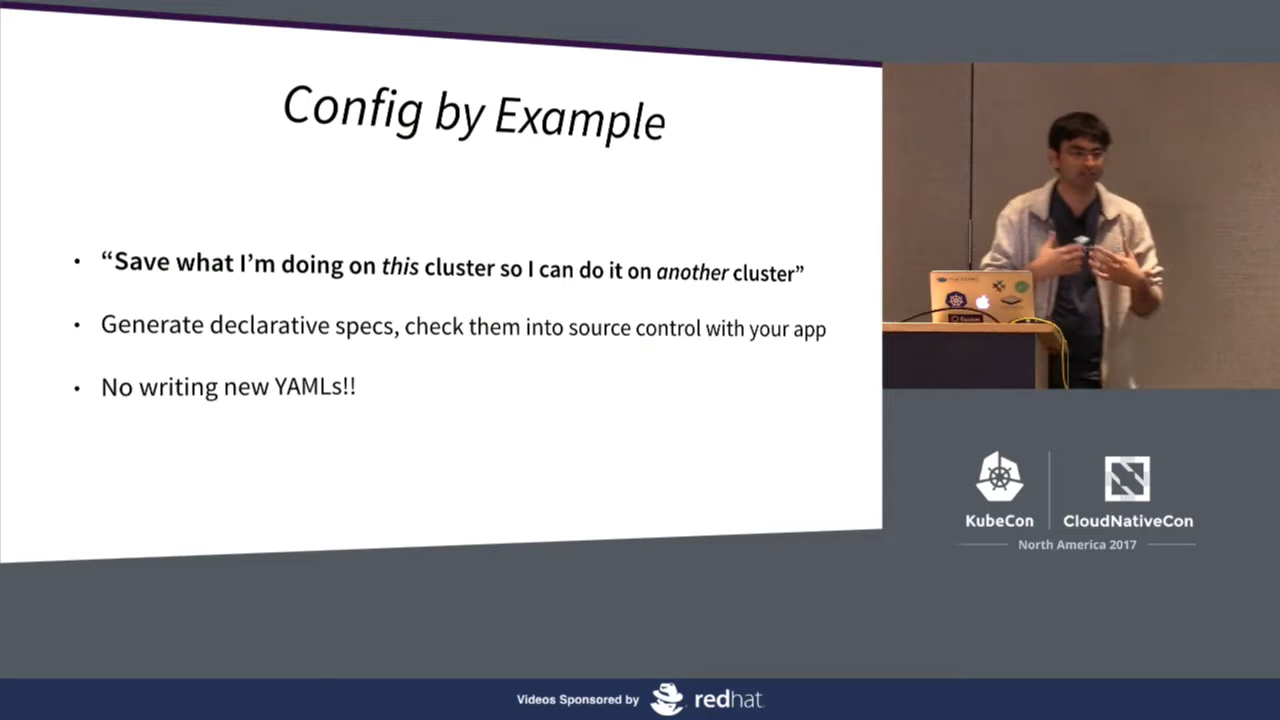 Config by Example
• “Save what I’m doing on this cluster so I can do it on another cluster”
• Generate declarative specs, check them into source control with your app
• No writing new YAMLs!!
KubeCon
CloudNativeCon
North America 2017
Videos Sponsored by
redhat.